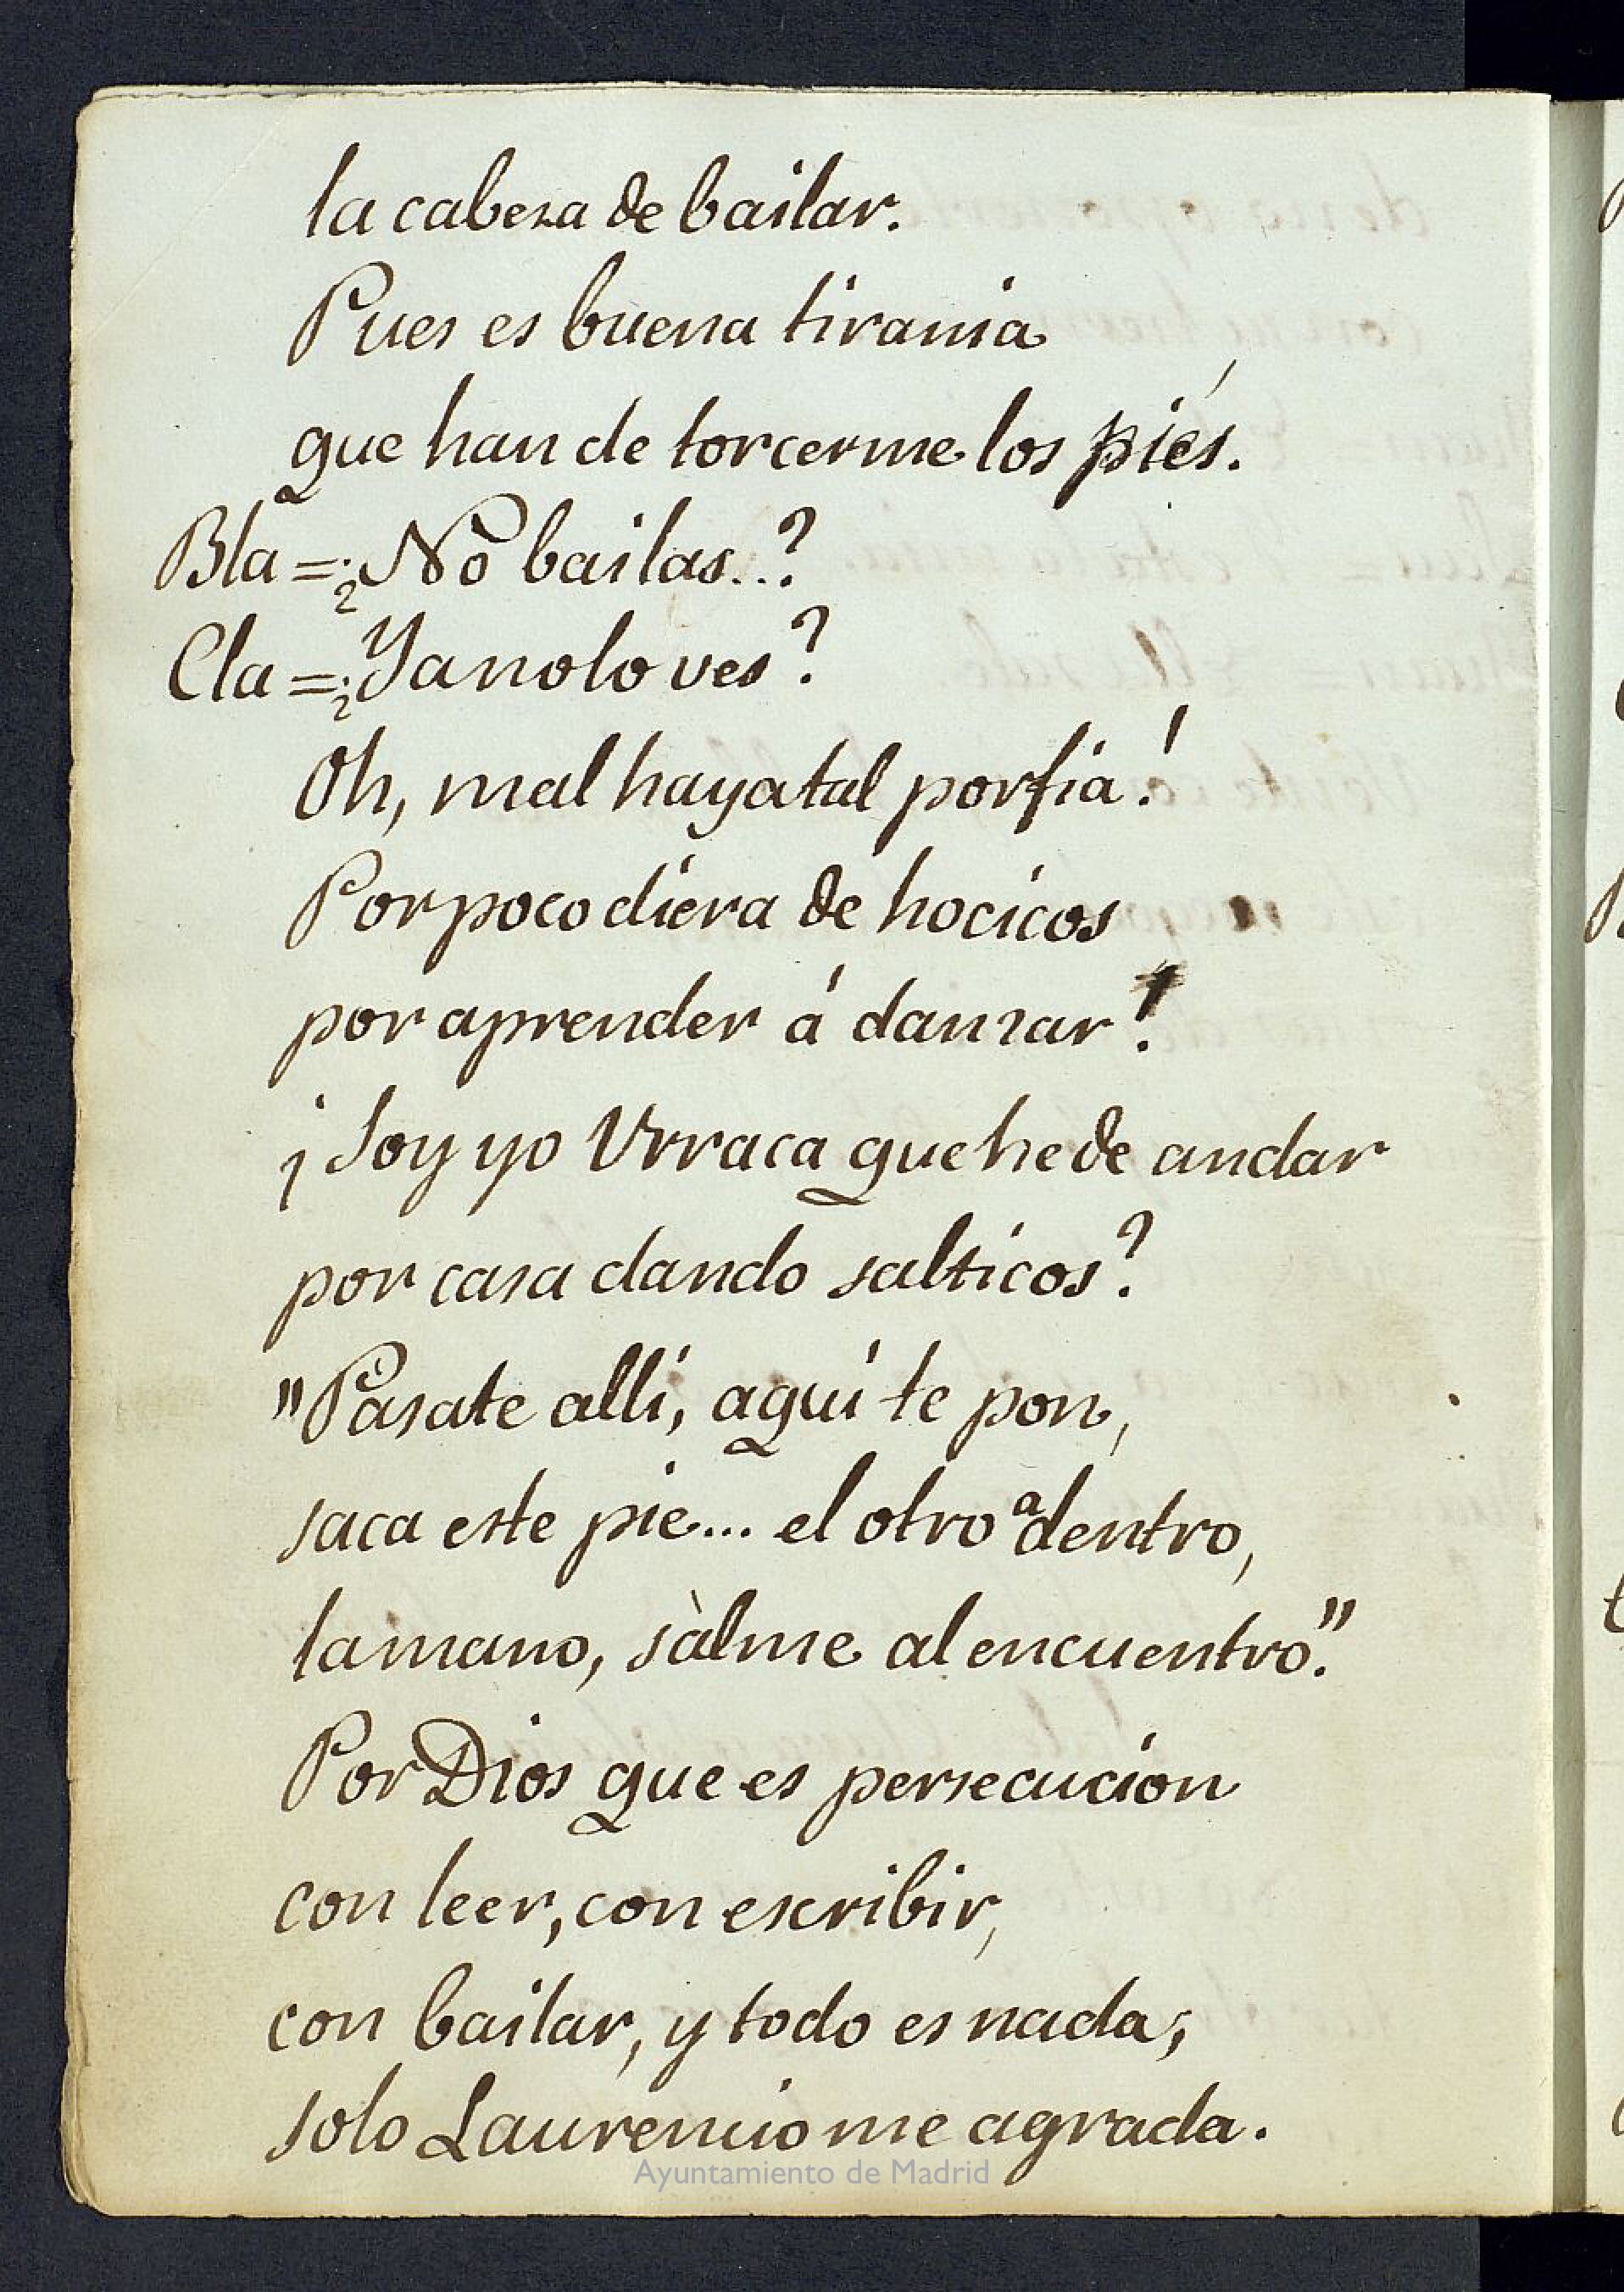 la cabeza de bailar.
Pues es buena tirania
que han de torcerme los piés.
Bla = ¿No bailas...?
Cla = ¿Ya no lo ves?
Oh, mal haya tal porfia!
Por poco diera de hocicos
por aprender á danzar!
¡Soy yo Urraca que he de andar
por casa dando salticos?
"Pasate allí, aquí te pon,
saca este pie... el otro adentro,
la mano, sàlme al encuentro."
Por Dios que es persecucion
con leer, con escribir,
con bailar, y todo es nada;
solo Laurencio me agrada.
Ayuntamiento de Madrid